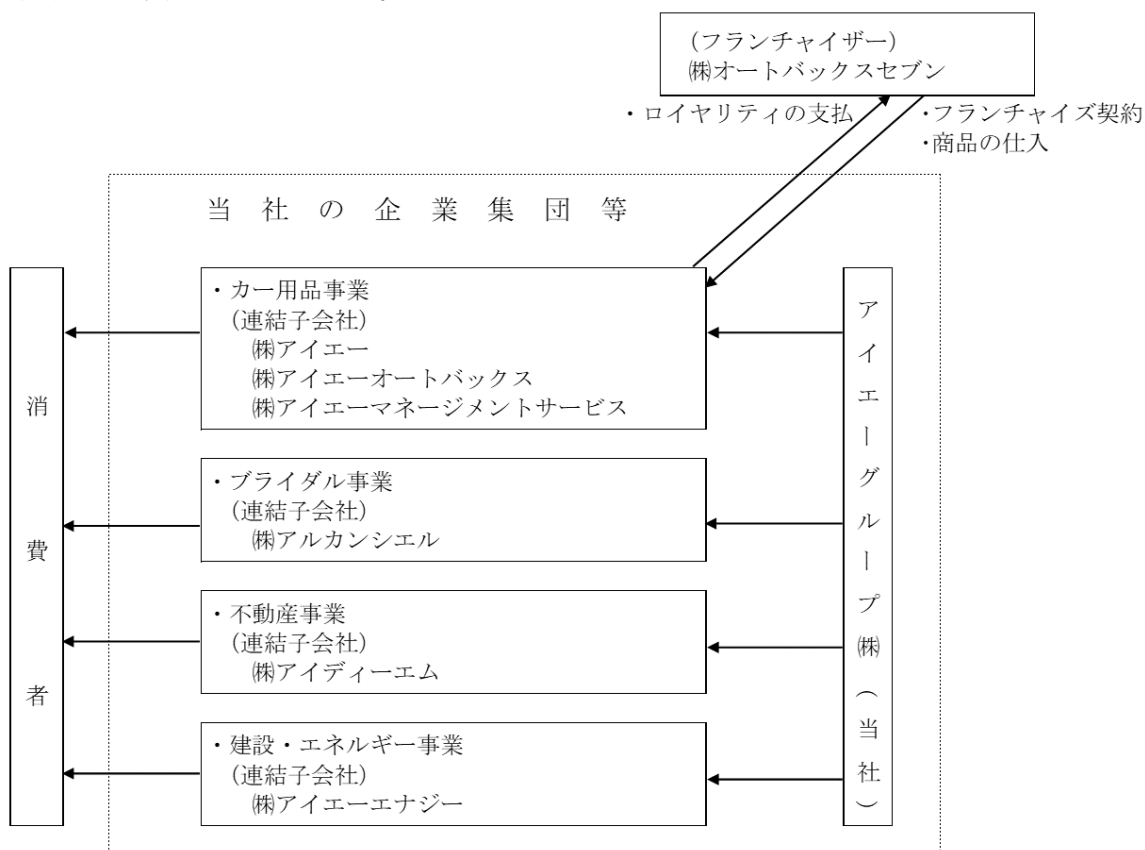 (フランチャイザー)
㈱オートバックスセブン
・ロイヤリティの支払
・フランチャイズ契約
・商品の仕入
当社の企業集団等
・カー用品事業
(連結子会社)
㈱アイエー
㈱アイエーオートバックス
㈱アイエーマネージメントサービス
・ブライダル事業
(連結子会社)
㈱アルカンシエル
・不動産事業
(連結子会社)
㈱アイディーエム
・建設・エネルギー事業
(連結子会社)
㈱アイエーエナジー
消費者
アイエーグループ㈱(当社)